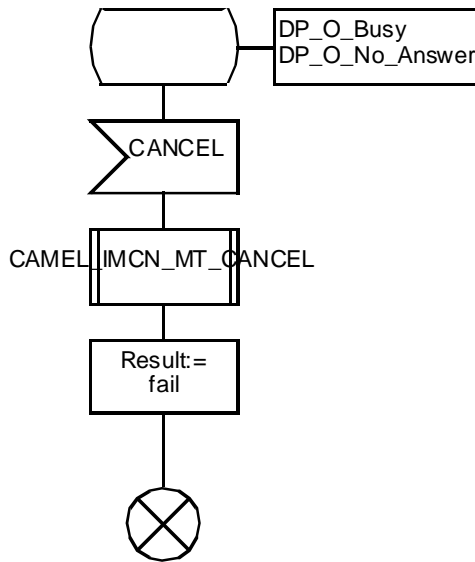 DP_O_Busy
DP_O_No_Answer
CANCEL
CAMEL_IMCN_MT_CANCEL
Result:=
fail